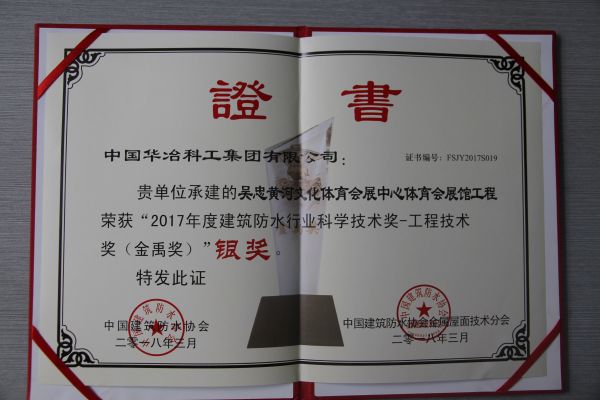 證書
中国华冶科工集团有限公司：
证书编号：FSJY2017S019
贵单位承建的吴忠黄河文化体育会展中心体育会展馆工程
荣获“2017年度建筑防水行业科学技术奖-工程技术
奖（金禹奖）”银奖。
特发此证
中国建筑防水协会
二〇一八年三月
中国建筑防水协会金属屋面技术分会
二〇一八年三月